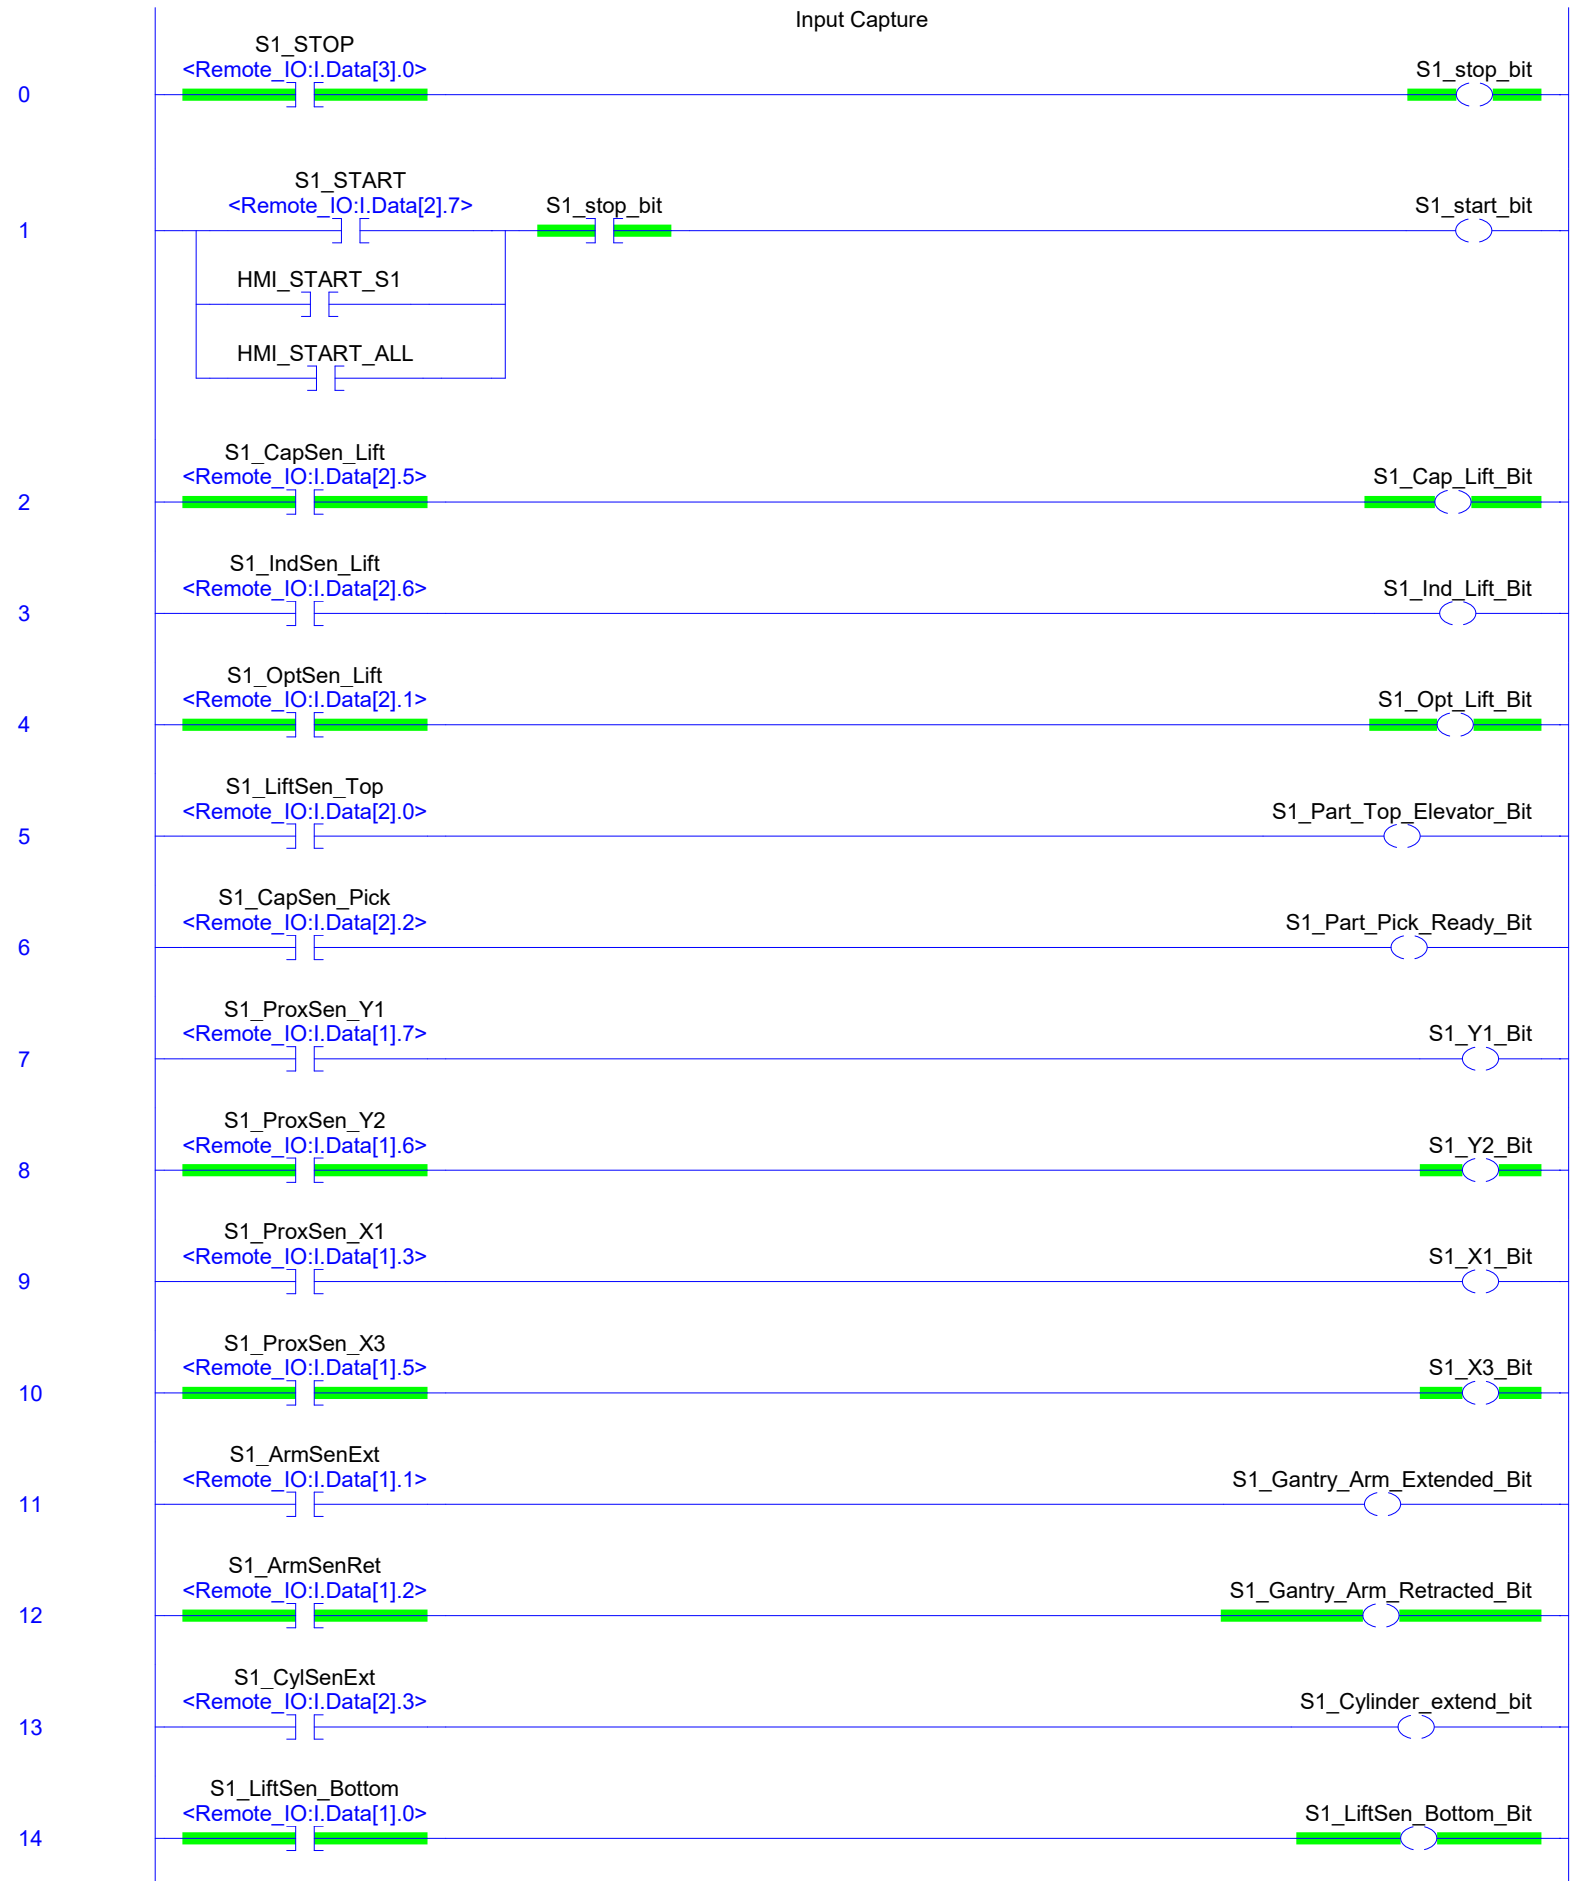 Input Capture
S1_STOP
<Remote_IO:I.Data[3].0>
S1_stop_bit
0
S1_START
<Remote_IO:I.Data[2].7>
S1_stop_bit
S1_start_bit
1
HMI_START_S1
HMI_START_ALL
S1_CapSen_Lift
<Remote_IO:I.Data[2].5>
S1_Cap_Lift_Bit
2
S1_IndSen_Lift
<Remote_IO:I.Data[2].6>
S1_Ind_Lift_Bit
3
S1_OptSen_Lift
<Remote_IO:I.Data[2].1>
S1_Opt_Lift_Bit
4
S1_LiftSen_Top
<Remote_IO:I.Data[2].0>
S1_Part_Top_Elevator_Bit
5
S1_CapSen_Pick
<Remote_IO:I.Data[2].2>
S1_Part_Pick_Ready_Bit
6
S1_ProxSen_Y1
<Remote_IO:I.Data[1].7>
S1_Y1_Bit
7
S1_ProxSen_Y2
<Remote_IO:I.Data[1].6>
S1_Y2_Bit
8
S1_ProxSen_X1
<Remote_IO:I.Data[1].3>
S1_X1_Bit
9
S1_ProxSen_X3
<Remote_IO:I.Data[1].5>
S1_X3_Bit
10
S1_ArmSenExt
<Remote_IO:I.Data[1].1>
S1_Gantry_Arm_Extended_Bit
11
S1_ArmSenRet
<Remote_IO:I.Data[1].2>
S1_Gantry_Arm_Retracted_Bit
12
S1_CylSenExt
<Remote_IO:I.Data[2].3>
S1_Cylinder_extend_bit
13
S1_LiftSen_Bottom
<Remote_IO:I.Data[1].0>
S1_LiftSen_Bottom_Bit
14